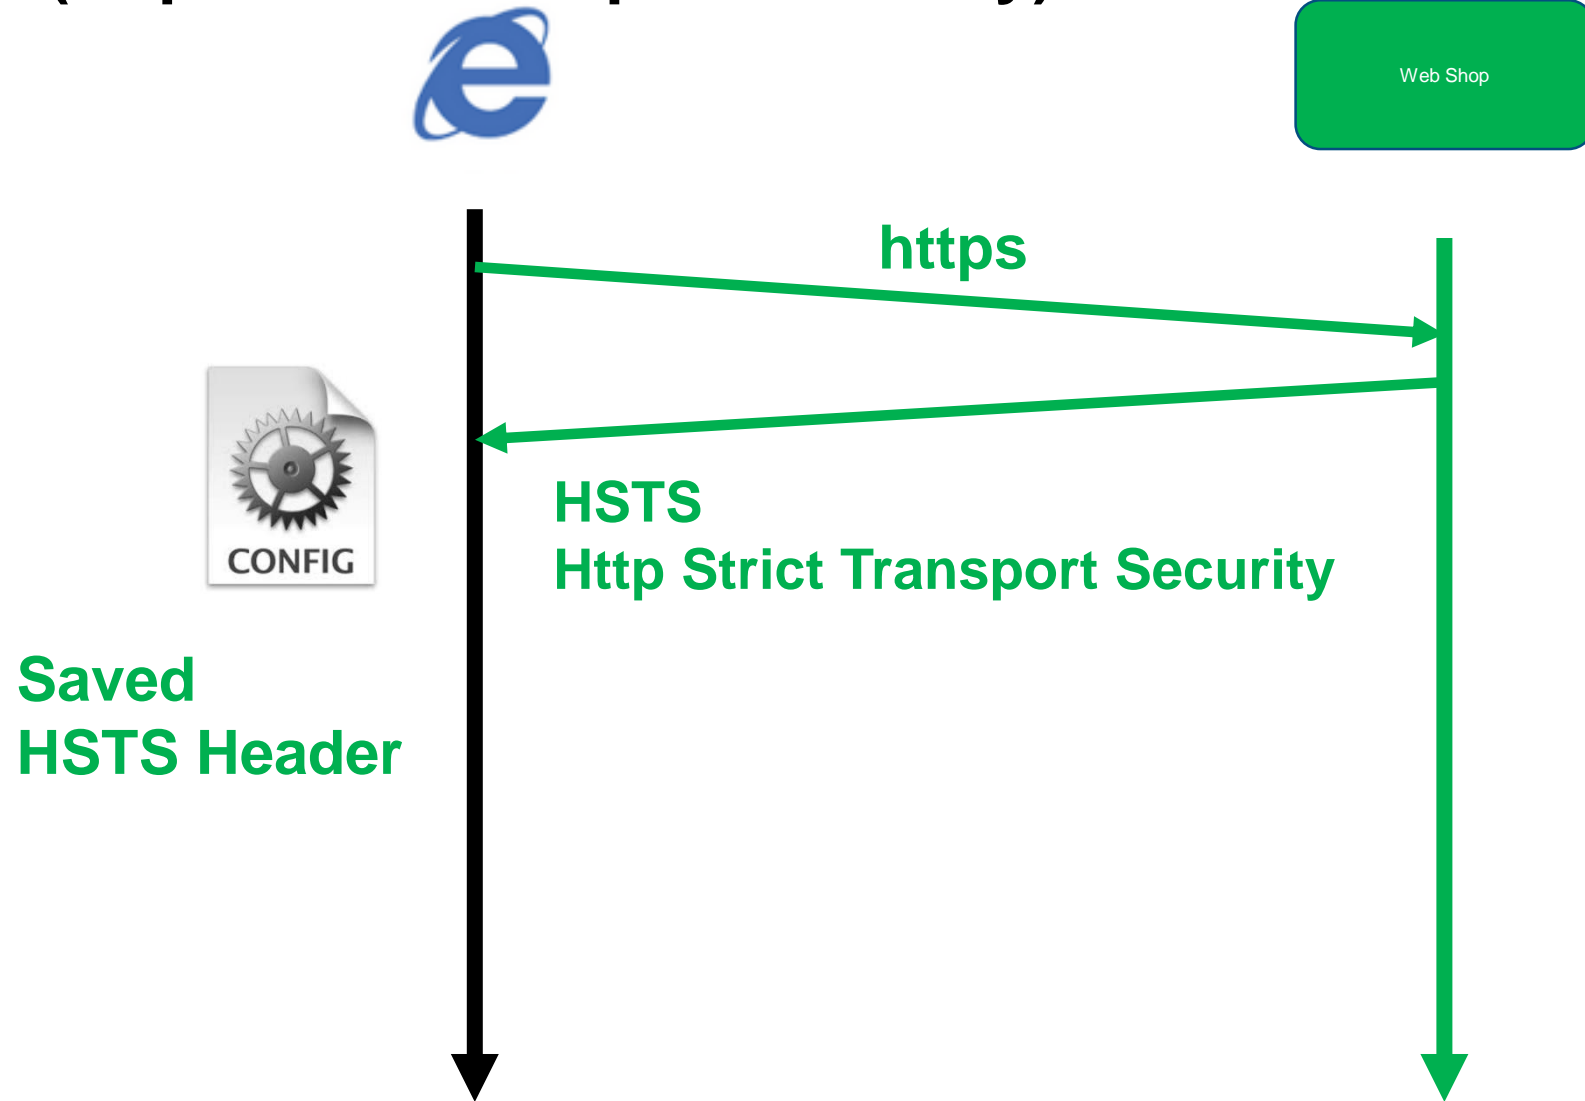 Web Shop
https
HSTS
Http Strict Transport Security
CONFIG
Saved
HSTS Header